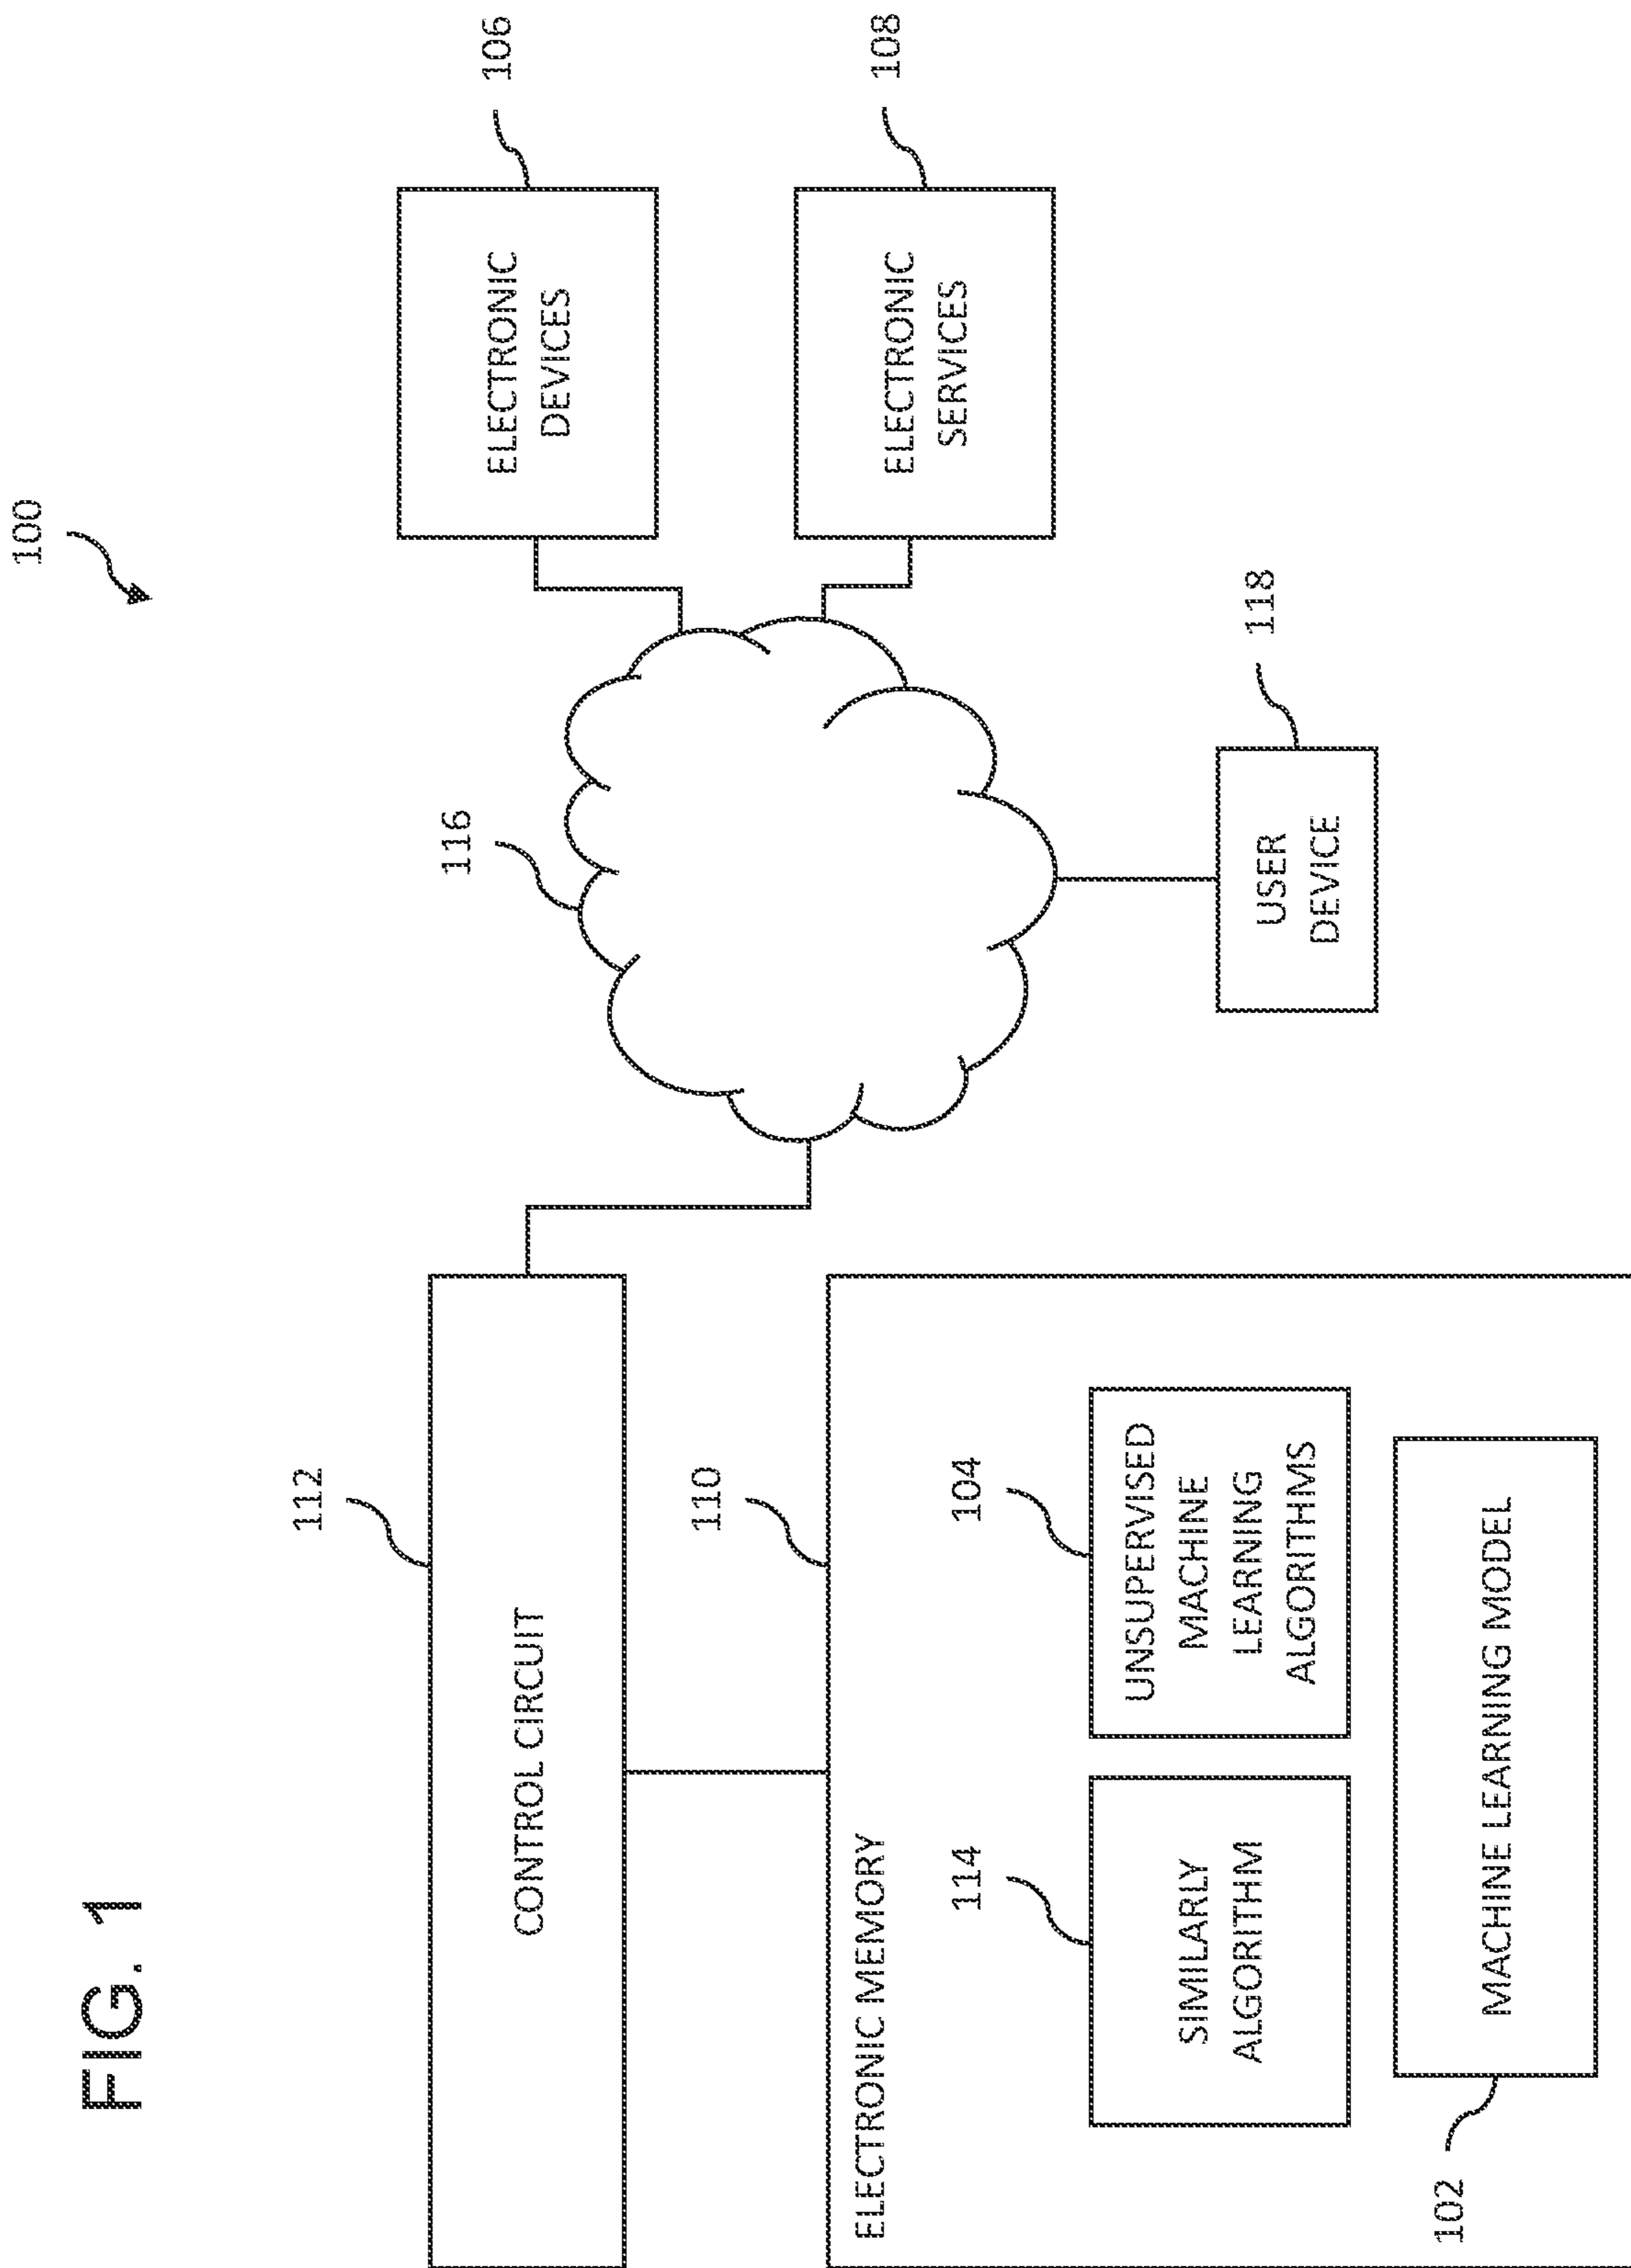 FIG. 1
100
112
CONTROL CIRCUIT
116
106
ELECTRONIC
DEVICES
108
ELECTRONIC
SERVICES
110
ELECTRONIC MEMORY
114
SIMILARLY
ALGORITHM
104
UNSUPERVISED
MACHINE
LEARNING
ALGORITHMS
102
MACHINE LEARNING MODEL
118
USER
DEVICE